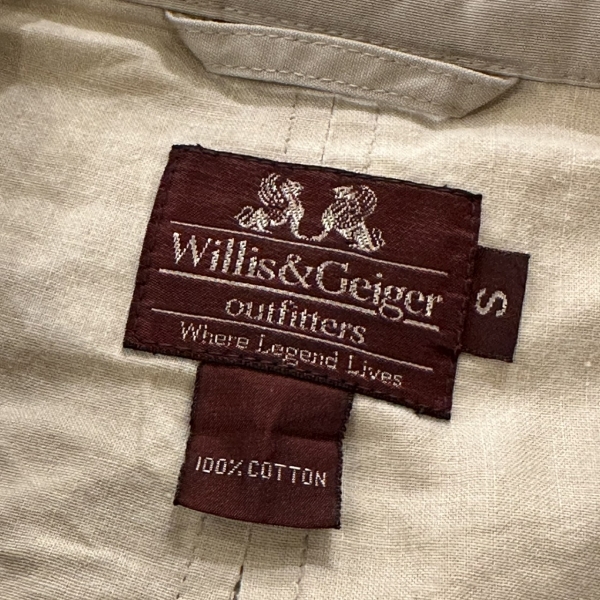 Willis & Geiger
outfitters
Where Legend Lives
S
100% COTTON